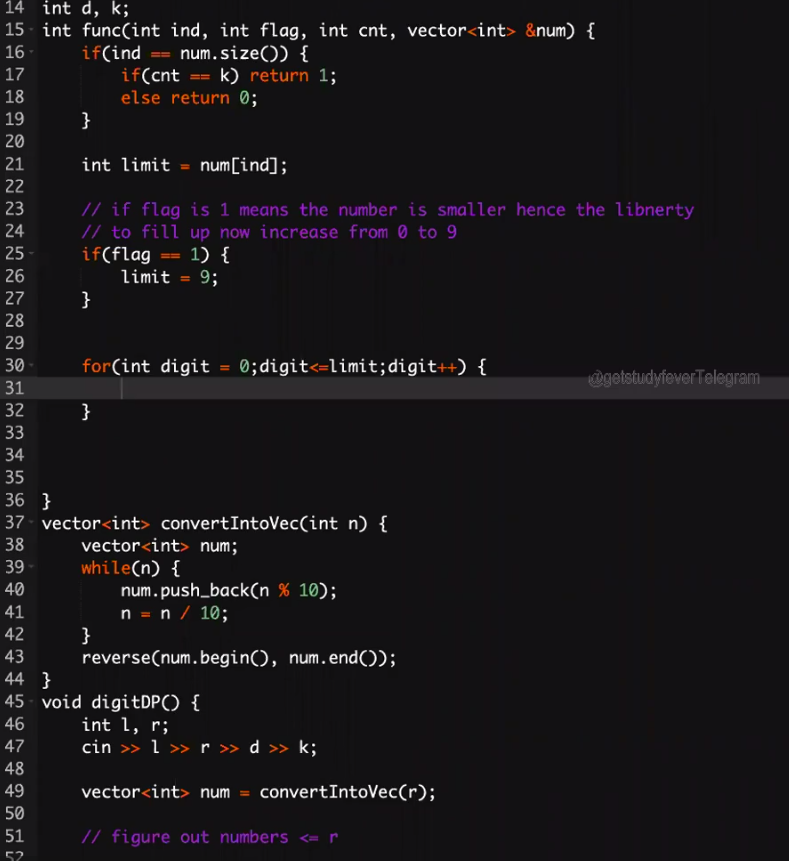 14 int d, k;
15 int func(int ind, int flag, int cnt, vector<int> &num) {
16     if(ind == num.size()) {
17         if(cnt == k) return 1;
18         else return 0;
19     }
20
21     int limit = num[ind];
22
23     // if flag is 1 means the number is smaller hence the libnerty
24     // to fill up now increase from 0 to 9
25     if(flag == 1) {
26         limit = 9;
27     }
28
29
30     for(int digit = 0;digit<=limit;digit++) {
@getstudyfeverTelegram
31
32     }
33
34
35
36 }
37 vector<int> convertIntoVec(int n) {
38     vector<int> num;
39     while(n) {
40         num.push_back(n % 10);
41         n = n / 10;
42     }
43     reverse(num.begin(), num.end());
44 }
45 void digitDP() {
46     int l, r;
47     cin >> l >> r >> d >> k;
48
49     vector<int> num = convertIntoVec(r);
50
51     // figure out numbers <= r
52